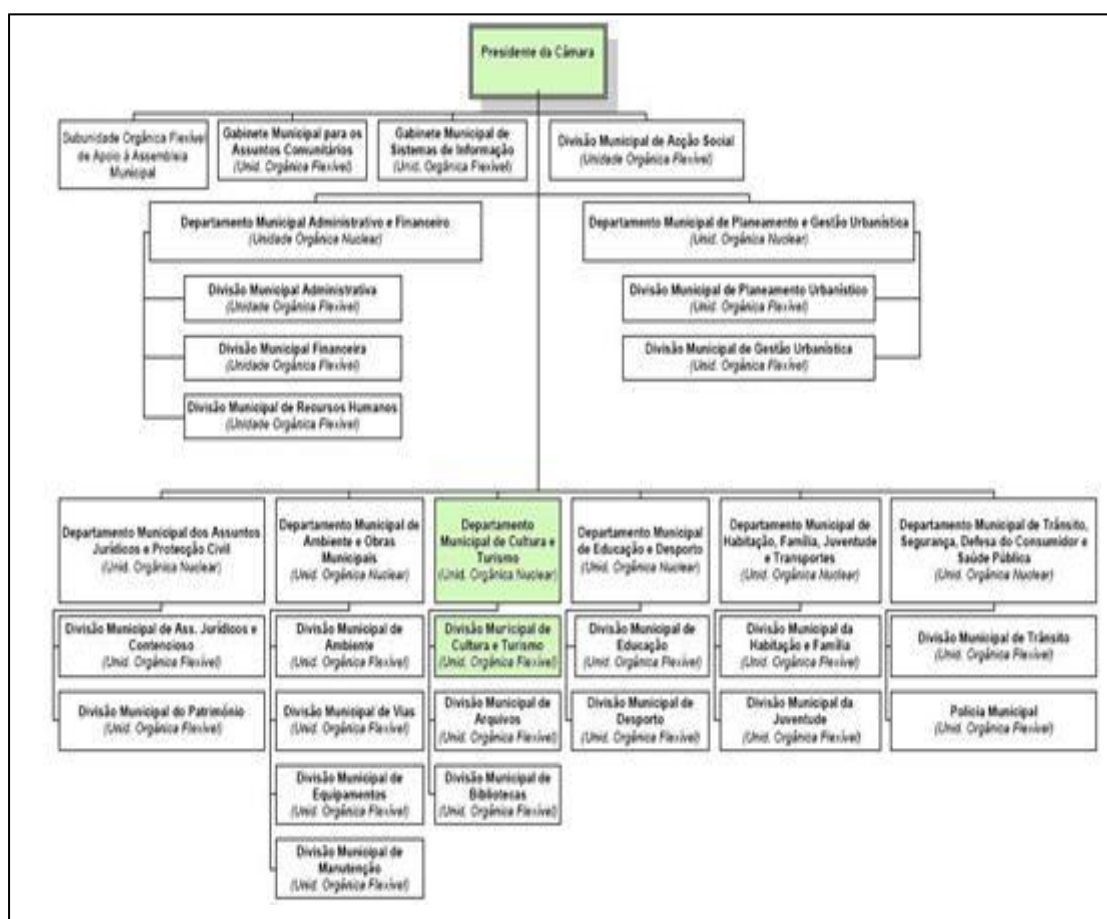 Presidente da Câmara
Subunidade Orgânica Flexível
de Apoio à Assembleia
Municipal
Gabinete Municipal para os
Assuntos Comunitários
(Unid. Orgânica Flexível)
Gabinete Municipal de
Sistemas de Informação
(Unid. Orgânica Flexível)
Divisão Municipal de Acção Social
(Unidade Orgânica Flexível)
Departamento Municipal Administrativo e Financeiro
(Unidade Orgânica Nuclear)
Departamento Municipal de Planeamento e Gestão Urbanística
(Unid. Orgânica Nuclear)
Divisão Municipal Administrativa
(Unidade Orgânica Flexível)
Divisão Municipal Financeira
(Unidade Orgânica Flexível)
Divisão Municipal de Recursos Humanos
(Unidade Orgânica Flexível)
Divisão Municipal de Planeamento Urbanístico
(Unid. Orgânica Flexível)
Divisão Municipal de Gestão Urbanística
(Unid. Orgânica Flexível)
Departamento Municipal dos Assuntos
Jurídicos e Protecção Civil
(Unid. Orgânica Nuclear)
Divisão Municipal de Ass. Jurídicos e
Contencioso
(Unid. Orgânica Flexível)
Divisão Municipal do Património
(Unid. Orgânica Flexível)
Departamento Municipal de
Ambiente e Obras
Municipais
(Unid. Orgânica Nuclear)
Divisão Municipal de
Ambiente
(Unid. Orgânica Flexível)
Divisão Municipal de Vias
(Unid. Orgânica Flexível)
Divisão Municipal de
Equipamentos
(Unid. Orgânica Flexível)
Divisão Municipal de
Manutenção
(Unid. Orgânica Flexível)
Departamento
Municipal de Cultura e
Turismo
(Unid. Orgânica Nuclear)
Divisão Municipal de
Cultura e Turismo
(Unid. Orgânica Flexível)
Divisão Municipal de
Arquivos
(Unid. Orgânica Flexível)
Divisão Municipal de
Bibliotecas
(Unid. Orgânica Flexível)
Departamento Municipal
de Educação e Desporto
(Unid. Orgânica Nuclear)
Divisão Municipal de
Educação
(Unid. Orgânica Flexível)
Divisão Municipal de
Desporto
(Unid. Orgânica Flexível)
Departamento Municipal de
Habitação, Família, Juventude
e Transportes
(Unid. Orgânica Nuclear)
Divisão Municipal da
Habitação e Família
(Unid. Orgânica Flexível)
Divisão Municipal da
Juventude
(Unid. Orgânica Flexível)
Departamento Municipal de Trânsito,
Segurança, Defesa do Consumidor e
Saúde Pública
(Unid. Orgânica Nuclear)
Divisão Municipal de Trânsito
(Unid. Orgânica Flexível)
Polícia Municipal
(Unid. Orgânica Flexível)